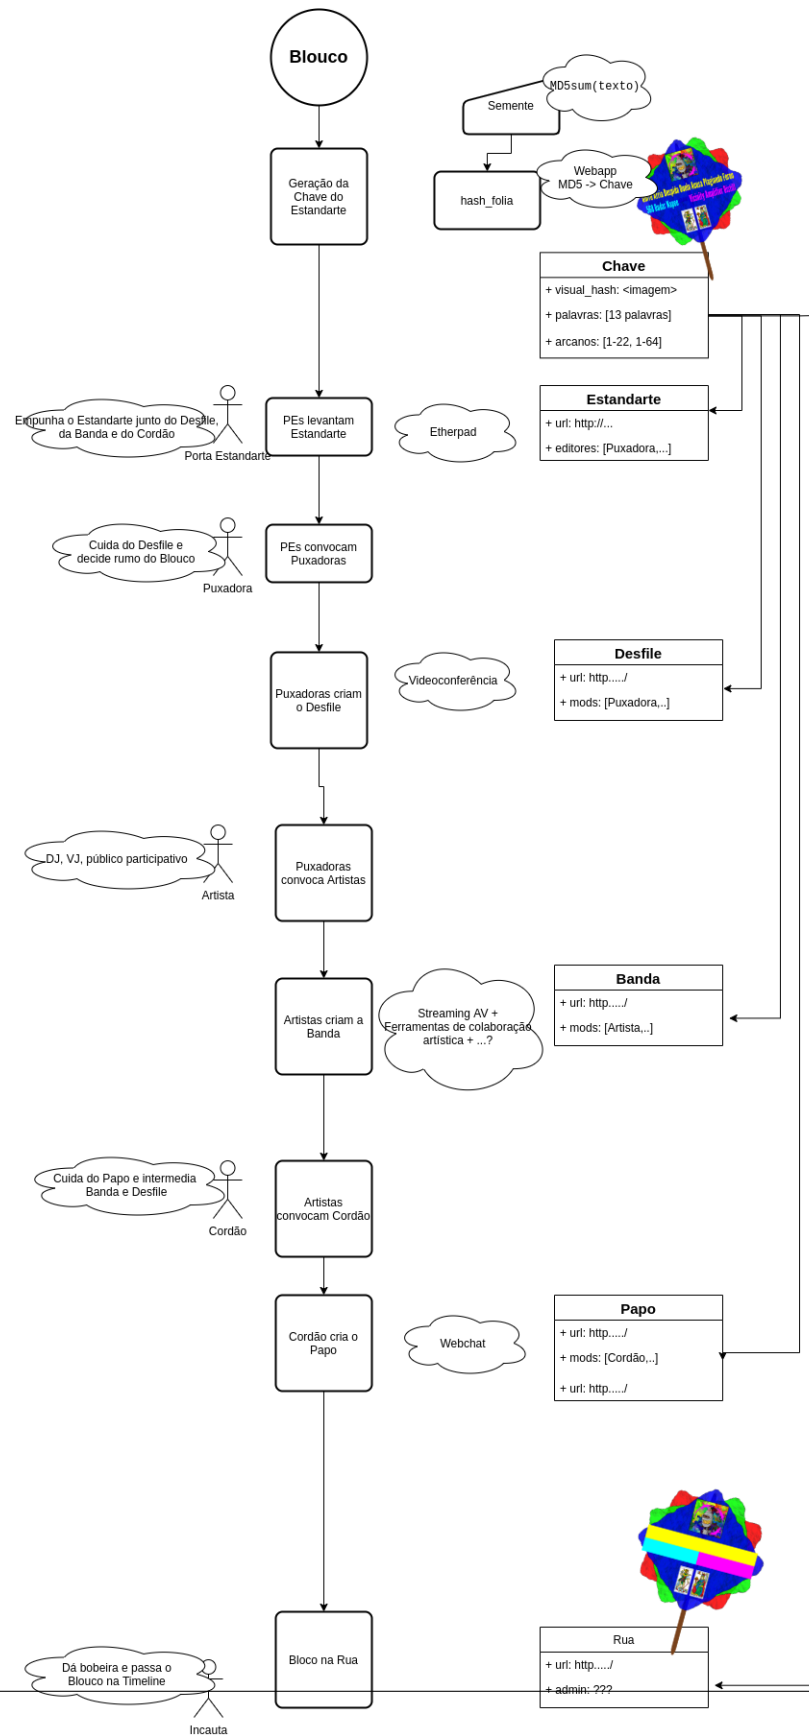 Blouco
MD5sum(texto)
Semente
Webapp
MD5 -> Chave
Geração da
Chave do
Estandarte
hash_folia
Chave
+ visual_hash: <imagem>
+ palavras: [13 palavras]
+ arcanos: [1-22, 1-64]
Empunha o Estandarte junto do Desfile,
da Banda e do Cordão
Porta Estandarte
PEs levantam
Estandarte
Etherpad
Estandarte
+ url: http://...
+ editores: [Puxadora,...]
Cuida do Desfile e
decide rumo do Blouco
Puxadora
PEs convocam
Puxadoras
Puxadoras criam
o Desfile
Videoconferência
Desfile
+ url: http...../
+ mods: [Puxadora,..]
DJ, VJ, público participativo
Artista
Puxadoras
convoca Artistas
Artistas criam a
Banda
Streaming AV +
Ferramentas de colaboração
artística + ...?
Banda
+ url: http...../
+ mods: [Artista,..]
Cuida do Papo e intermedia
Banda e Desfile
Cordão
Artistas
convocam Cordão
Cordão cria o
Papo
Webchat
Papo
+ url: http...../
+ mods: [Cordão,..]
+ url: http...../
Dá bobeira e passa o
Blouco na Timeline
Incauta
Bloco na Rua
Rua
+ url: http...../
+ admin: ???